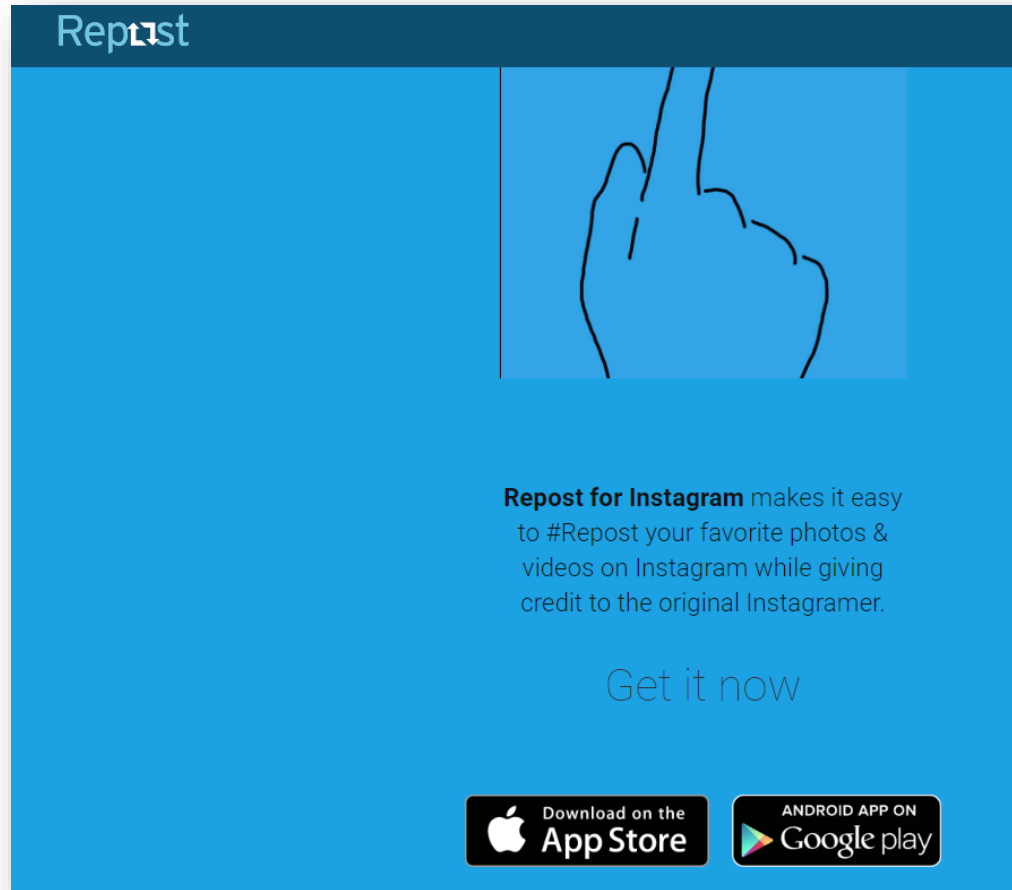 Repost
Repost for Instagram makes it easy
to #Repost your favorite photos &
videos on Instagram while giving
credit to the original Instagramer.
Get it now
Download on the
App Store
ANDROID APP ON
Google play